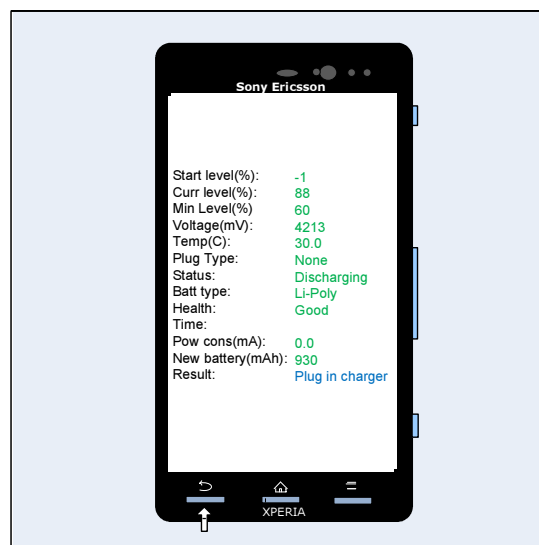 Sony Ericsson
Start level(%): -1
Curr level(%): 88
Min Level(%) 60
Voltage(mV): 4213
Temp(C): 30.0
Plug Type: None
Status: Discharging
Batt type: Li-Poly
Health: Good
Time:
Pow cons(mA): 0.0
New battery(mAh): 930
Result: Plug in charger
XPERIA